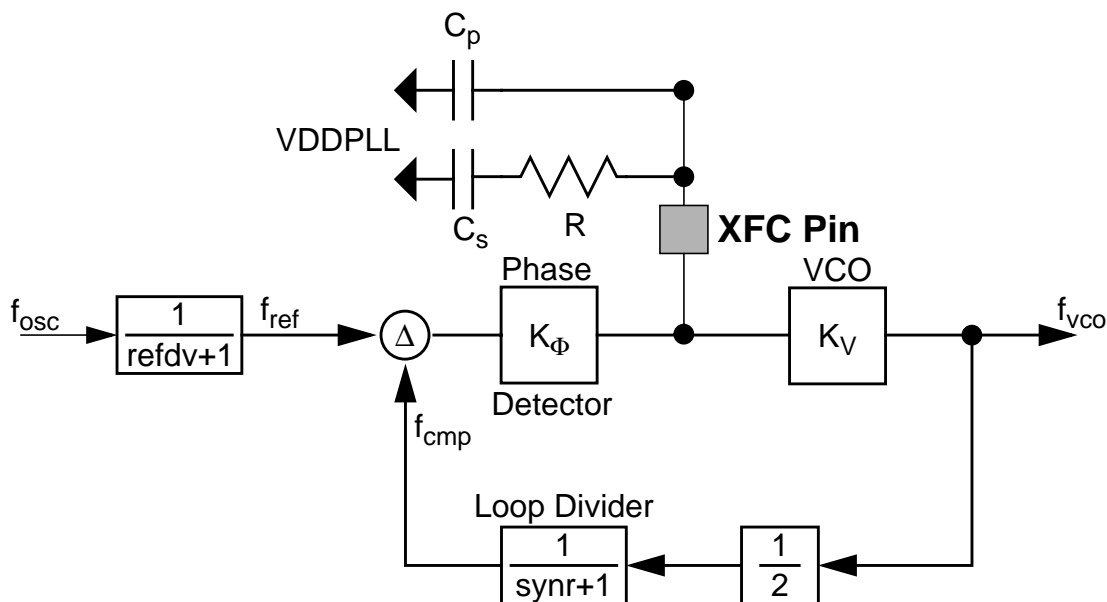 Cp
VDDPLL
Cs
R
XFC Pin
Phase
VCO
fosc
1
refdv+1
fref
Δ
KΦ
KV
fvco
Detector
fcmp
Loop Divider
1
synr+1
1
2